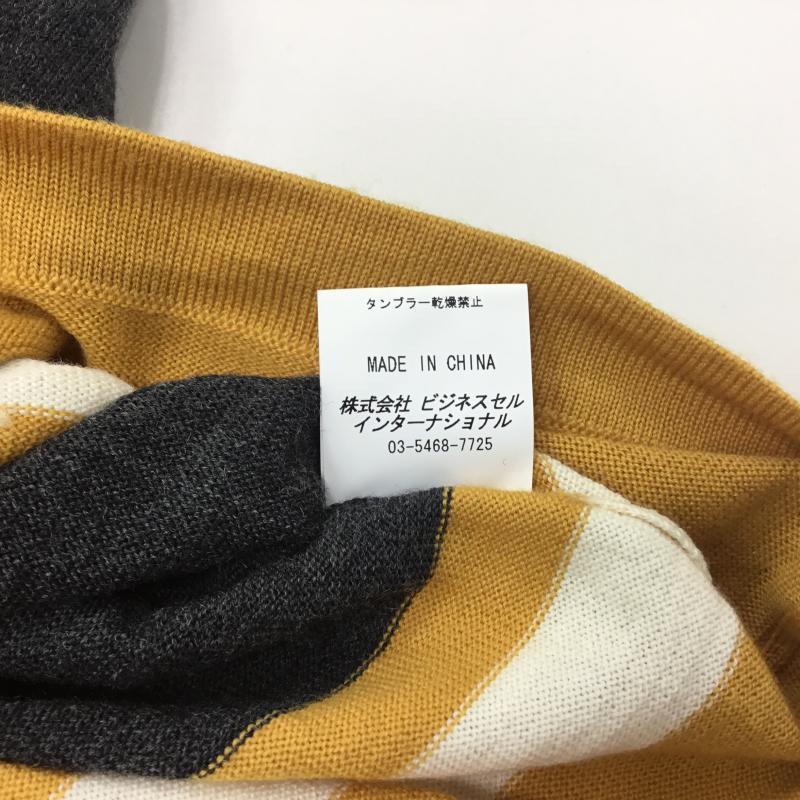 タンブラー乾燥禁止
MADE IN CHINA
株式会社 ビジネスセル
インターナショナル
03-5468-7725